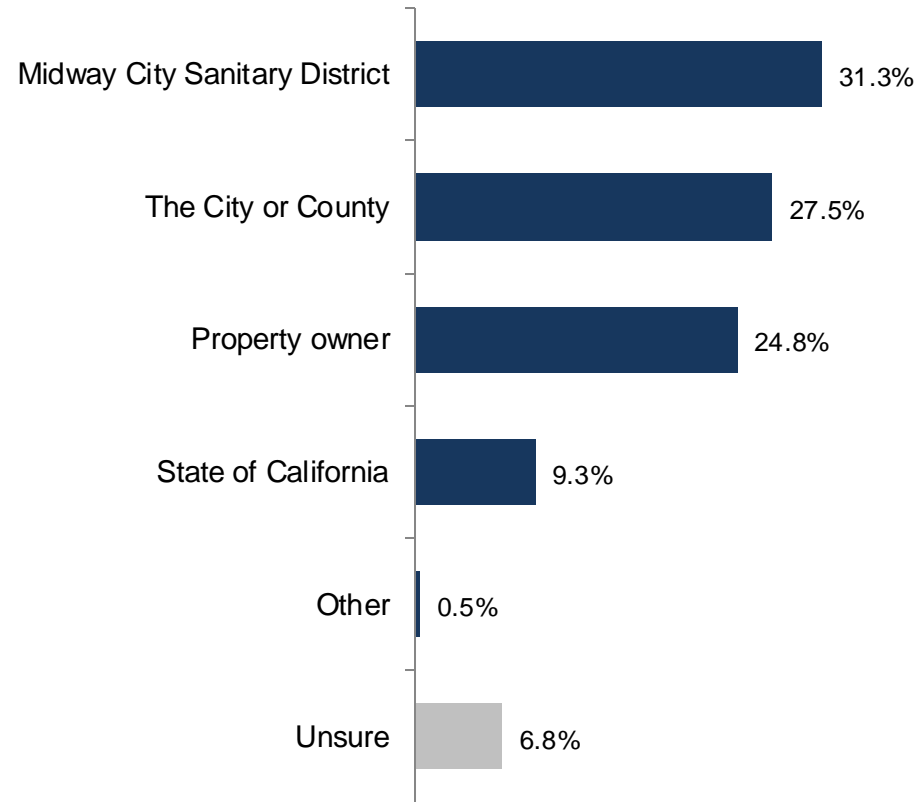 Midway City Sanitary District 31.3%
The City or County 27.5%
Property owner 24.8%
State of California 9.3%
Other 0.5%
Unsure 6.8%